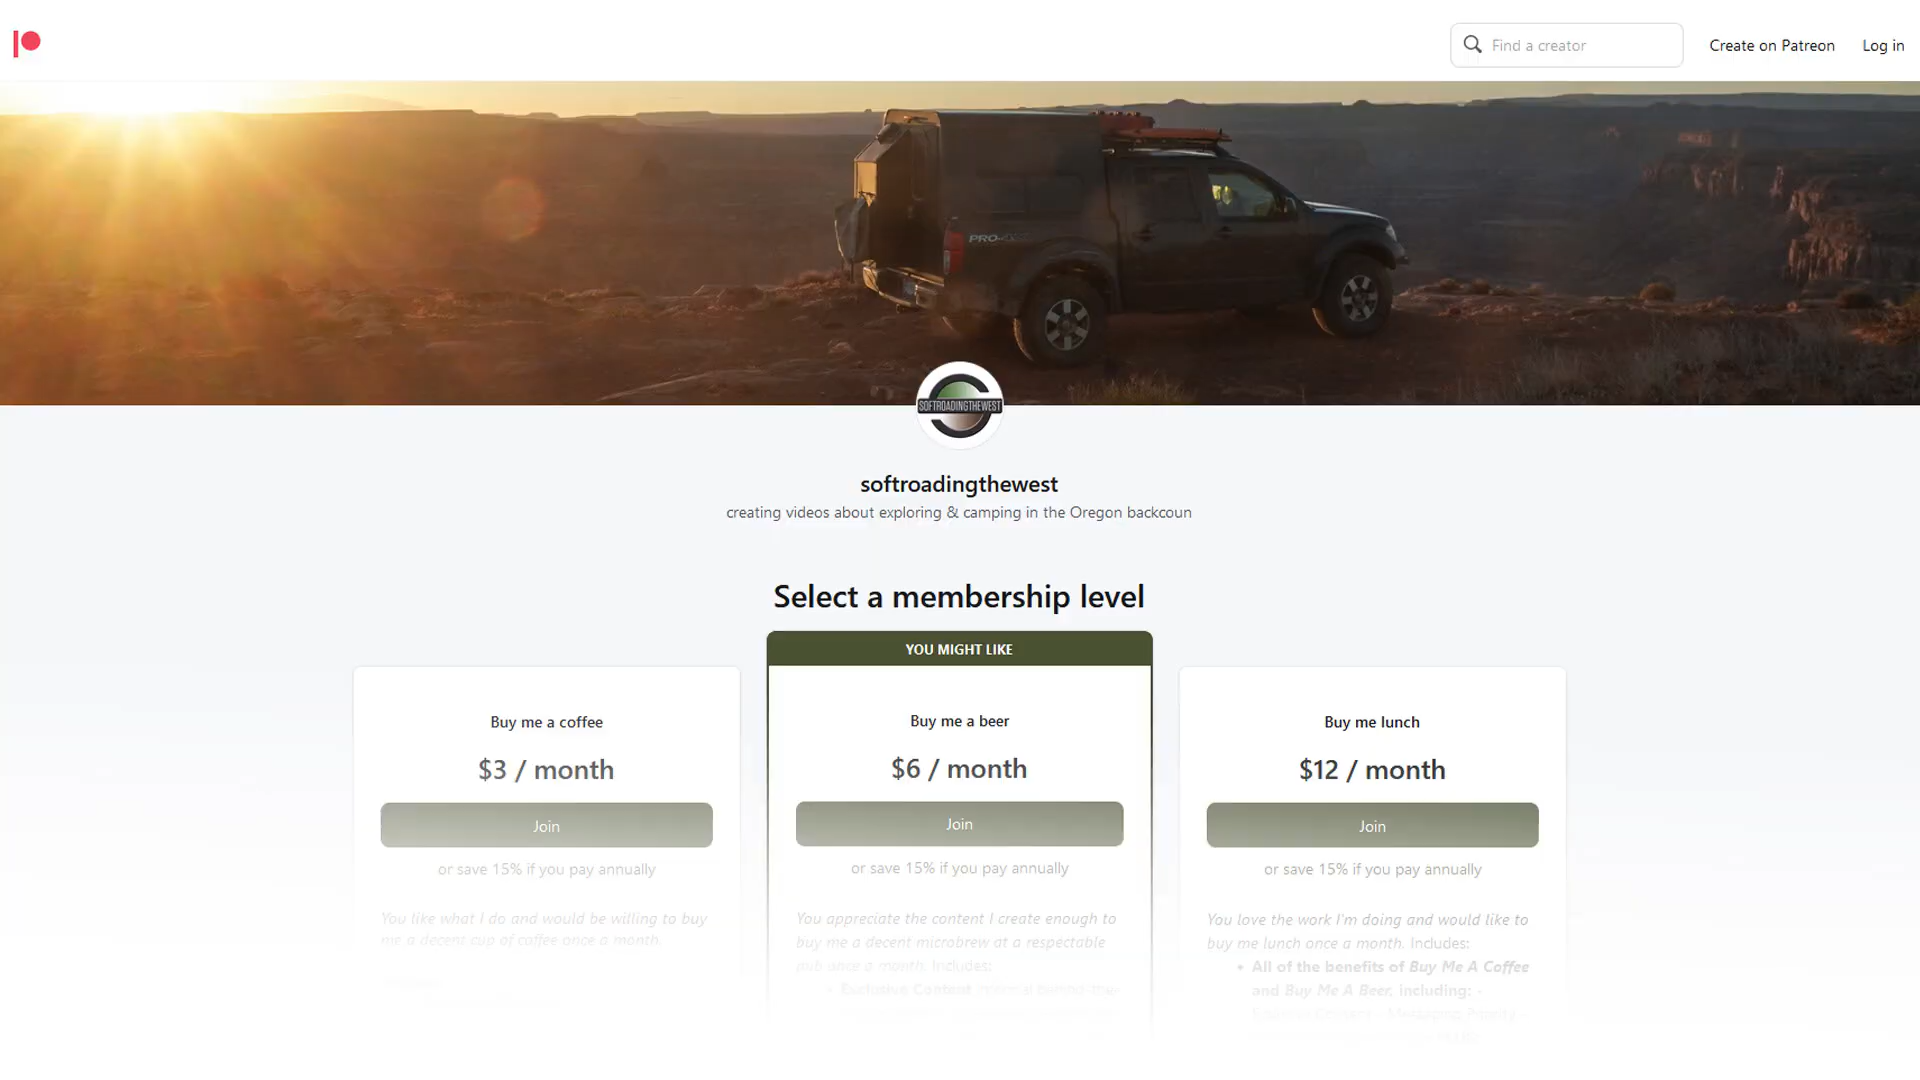 Find a creator
Create on Patreon
Log in
PRO-4X
SOFTROADINGTHEWEST
softroadingthewest
creating videos about exploring & camping in the Oregon backcoun
Select a membership level
YOU MIGHT LIKE
Buy me a coffee
$3 / month
Join
or save 15% if you pay annually
You like what I do and would be willing to buy
me a decent cup of coffee once a month.
Buy me a beer
$6 / month
Join
or save 15% if you pay annually
You appreciate the content I create enough to
buy me a decent microbrew at a respectable
pub once a month. Includes:
• Exclusive Content
Buy me lunch
$12 / month
Join
or save 15% if you pay annually
You love the work I'm doing and would like to
buy me lunch once a month. Includes:
• All of the benefits of Buy Me A Coffee
and Buy Me A Beer, including: -